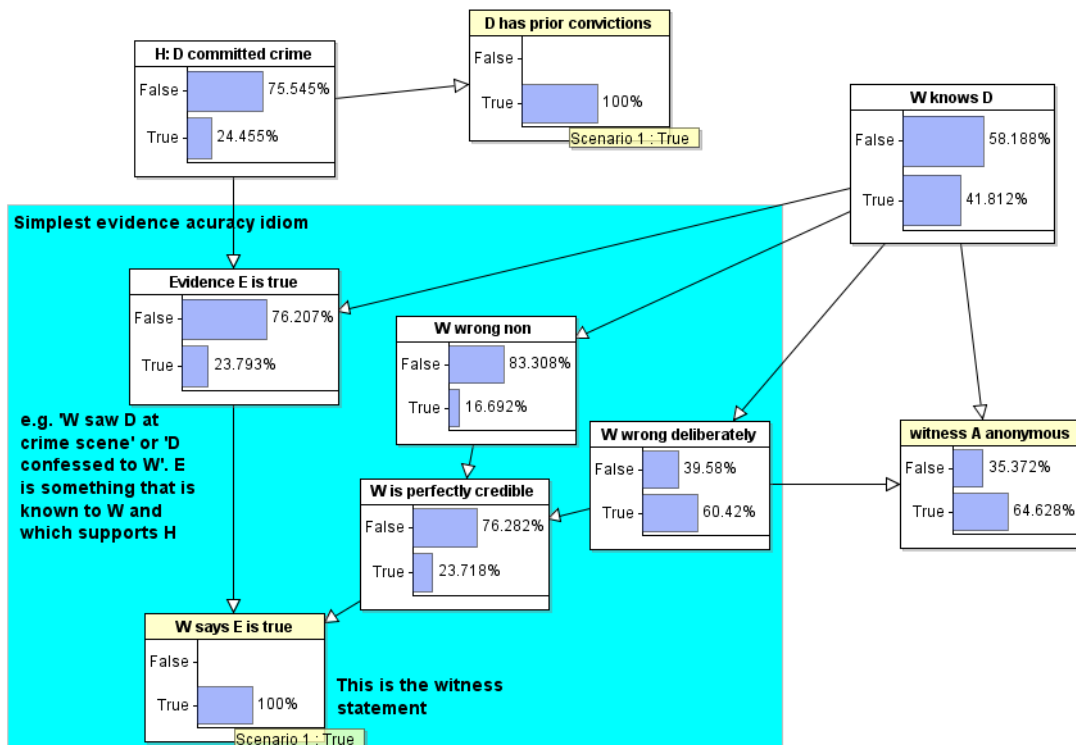 D has prior convictions
False
True
100%
Scenario 1 : True
H: D committed crime
False
75.545%
True
24.455%
W knows D
False
58.188%
True
41.812%
Simplest evidence acuracy idiom
Evidence E is true
False
76.207%
True
23.793%
W wrong non
False
83.308%
True
16.692%
e.g. 'W saw D at
crime scene' or 'D
confessed to W'. E
is something that is
known to W and
which supports H
W wrong deliberately
False
39.58%
True
60.42%
witness A anonymous
False
35.372%
True
64.628%
W is perfectly credible
False
76.282%
True
23.718%
W says E is true
False
True
100%
Scenario 1 : True
This is the witness
statement